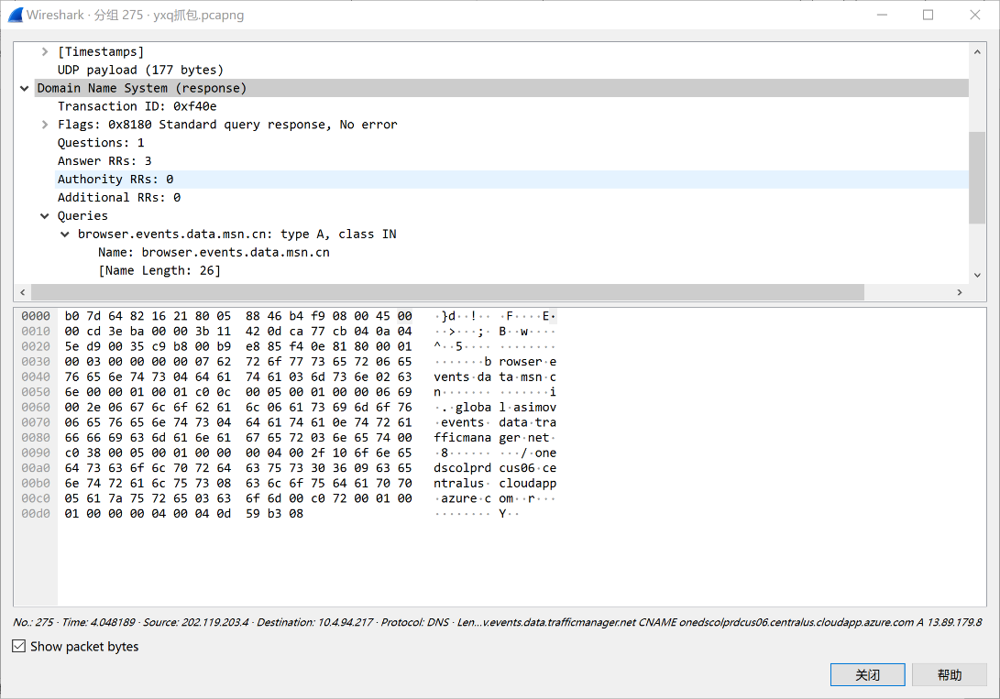 Wireshark · 分组 275 · yxq抓包.pcapng
[Timestamps]
UDP payload (177 bytes)
Domain Name System (response)
Transaction ID: 0xf40e
Flags: 0x8180 Standard query response, No error
Questions: 1
Answer RRs: 3
Authority RRs: 0
Additional RRs: 0
Queries
browser.events.data.msn.cn: type A, class IN
Name: browser.events.data.msn.cn
[Name Length: 26]
0000 b0 7d 64 82 16 21 80 05 88 46 b4 f9 08 00 45 00 ·}d··!·· ·F····E·
0010 00 cd 3e ba 00 00 3b 11 42 0d ca 77 cb 04 0a 04 ··>···;· B··w····
0020 5e d9 00 35 c9 b8 00 b9 e8 85 f4 0e 81 80 00 01 ^··5···· ········
0030 00 03 00 00 00 00 07 62 72 6f 77 73 65 72 06 65 ·······b rowser·e
0040 76 65 6e 74 73 04 64 61 74 61 03 6d 73 6e 02 63 vents·da ta·msn·c
0050 6e 00 00 01 00 01 c0 0c 00 05 00 01 00 00 06 69 n······· ·······i
0060 00 2e 06 67 6c 6f 62 61 6c 06 61 73 69 6d 6f 76 ·.·globa l·asimov
0070 06 65 76 65 6e 74 73 04 64 61 74 61 0e 74 72 61 ·events· data·tra
0080 66 66 69 63 6d 61 6e 61 67 65 72 03 6e 65 74 00 fficmana ger·net·
0090 c0 38 00 05 00 01 00 00 00 04 00 2f 10 6f 6e 65 ·8······ ···/·one
00a0 64 73 63 6f 6c 70 72 64 63 75 73 30 36 09 63 65 dscolprd cus06·ce
00b0 6e 74 72 61 6c 75 73 08 63 6c 6f 75 64 61 70 70 ntralus· cloudapp
00c0 05 61 7a 75 72 65 03 63 6f 6d 00 c0 72 00 01 00 ·azure·c om··r···
00d0 01 00 00 00 04 00 04 0d 59 b3 08 ········ Y··
No.: 275 · Time: 4.048189 · Source: 202.119.203.4 · Destination: 10.4.94.217 · Protocol: DNS · Len...v.events.data.trafficmanager.net CNAME onedscolprdcus06.centralus.cloudapp.azure.com A 13.89.179.8
Show packet bytes
关闭 帮助